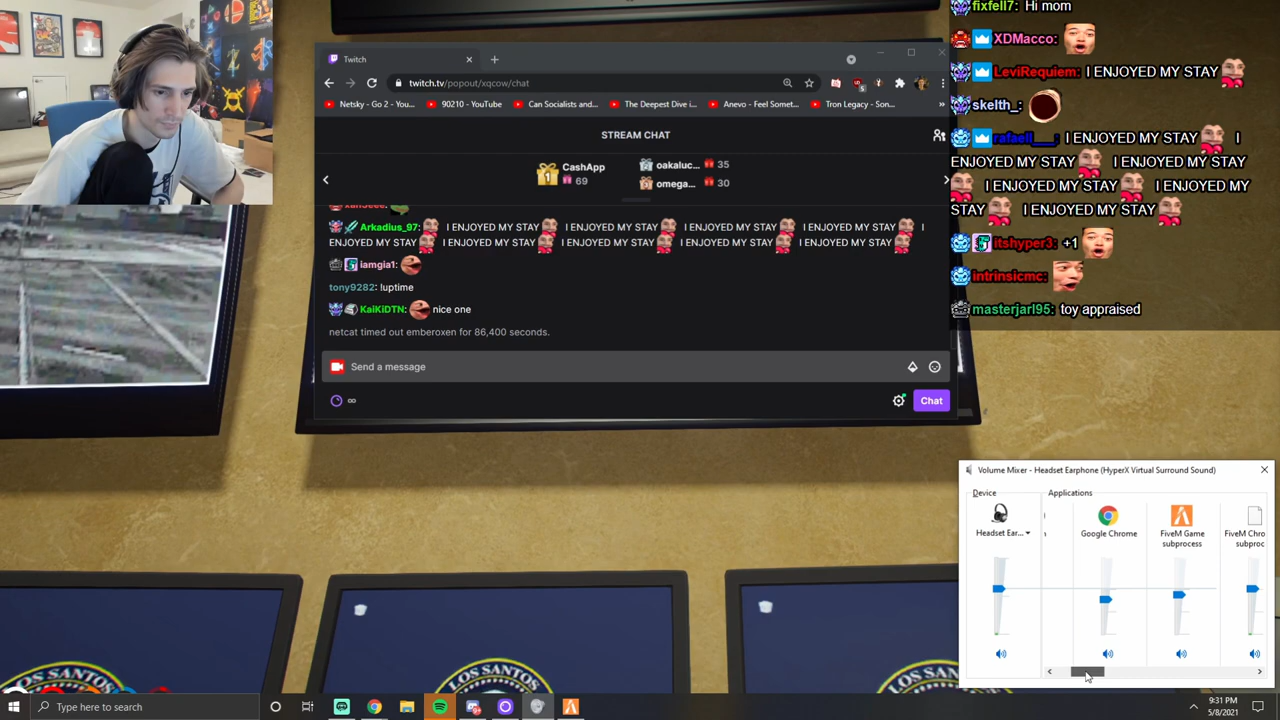 Twitch
twitch.tv/popout/xqcow/chat
Netsky - Go 2 - You...
90210 - YouTube
Can Socialists and...
The Deepest Dive i...
Anevo - Feel Somet...
Tron Legacy - Son...
STREAM CHAT
CashApp
69
oakaluc... 35
omega... 30
Arkadius_97: I ENJOYED MY STAY I ENJOYED MY STAY I ENJOYED MY STAY I ENJOYED MY STAY I
ENJOYED MY STAY I ENJOYED MY STAY I ENJOYED MY STAY I ENJOYED MY STAY I ENJOYED MY STAY
iamgia1:
tony9282: !uptime
KaiKiDTN: nice one
netcat timed out emberoxen for 86,400 seconds.
Send a message
Chat
fixfell7: Hi mom
XDMacco:
LeviRequiem: I ENJOYED MY STAY
skelth_:
rafaell___: I ENJOYED MY STAY I
ENJOYED MY STAY I ENJOYED MY STAY
I ENJOYED MY STAY I ENJOYED MY
STAY I ENJOYED MY STAY
itshyper3: +1
intrinsicmc:
masterjarl95: toy appraised
Volume Mixer - Headset Earphone (HyperX Virtual Surround Sound)
Device
Applications
Headset Ear...
Google Chrome
FiveM Game
subprocess
FiveM Chro
subproc
LOS SANTOS
LOS SANTOS
Type here to search
9:31 PM
5/8/2021